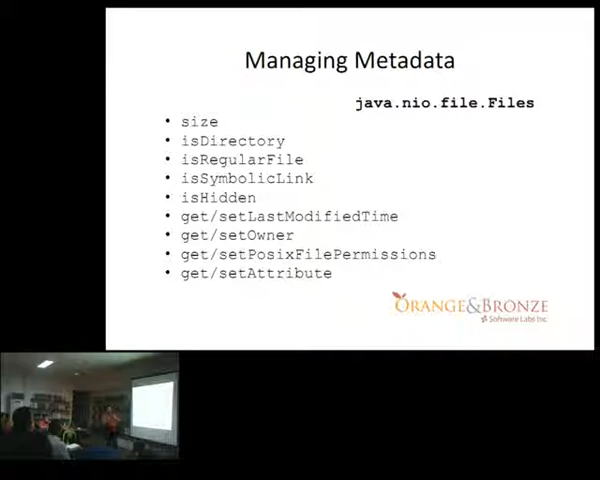 Managing Metadata
java.nio.file.Files
• size
• isDirectory
• isRegularFile
• isSymbolicLink
• isHidden
• get/setLastModifiedTime
• get/setOwner
• get/setPosixFilePermissions
• get/setAttribute
ORANGE&BRONZE
Software Labs Inc.